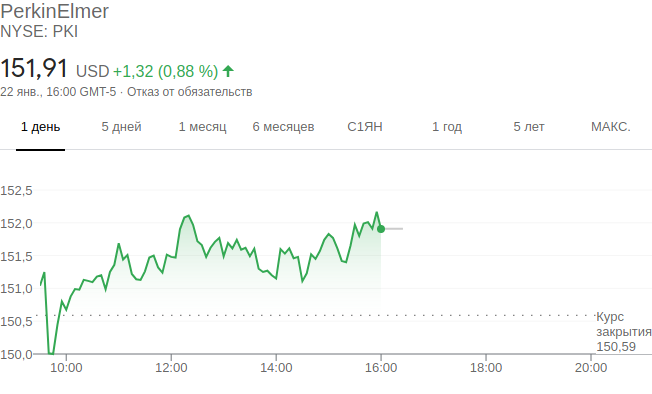 PerkinElmer
NYSE: PKI
151,91 USD +1,32 (0,88 %)
22 янв., 16:00 GMT-5 · Отказ от обязательств
1 день 5 дней 1 месяц 6 месяцев С1ЯН 1 год 5 лет МАКС.
152,5
152,0
151,5
151,0
150,5
150,0
Курс
закрытия
150,59
10:00 12:00 14:00 16:00 18:00 20:00